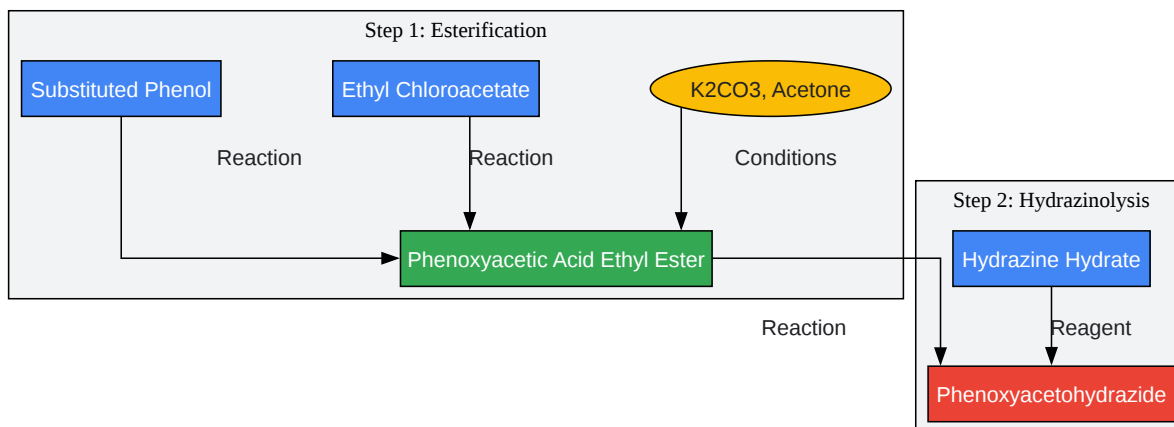 Step 1: Esterification
Substituted Phenol
Ethyl Chloroacetate
K2CO3, Acetone
Reaction
Reaction
Conditions
Step 2: Hydrazinolysis
Phenoxyacetic Acid Ethyl Ester
Hydrazine Hydrate
Reaction
Reagent
Phenoxyacetohydrazide